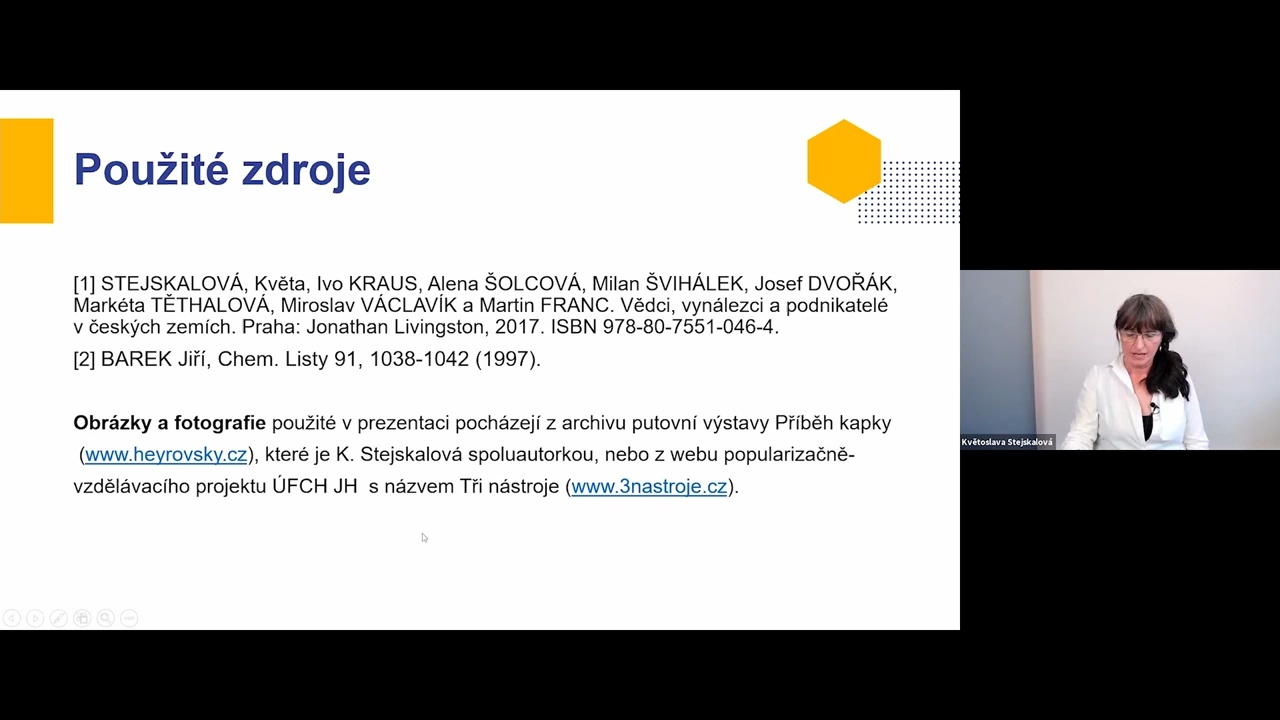 Použité zdroje
[1] STEJSKALOVÁ, Květa, Ivo KRAUS, Alena ŠOLCOVÁ, Milan ŠVIHÁLEK, Josef DVOŘÁK,
Markéta TĚTHALOVÁ, Miroslav VÁCLAVÍK a Martin FRANC. Vědci, vynálezci a podnikatelé
v českých zemích. Praha: Jonathan Livingston, 2017. ISBN 978-80-7551-046-4.
[2] BAREK Jiří, Chem. Listy 91, 1038-1042 (1997).
Obrázky a fotografie použité v prezentaci pocházejí z archivu putovní výstavy Příběh kapky
(www.heyrovsky.cz), které je K. Stejskalová spoluautorkou, nebo z webu popularizačně-
vzdělávacího projektu ÚFCH JH s názvem Tři nástroje (www.3nastroje.cz).
Květoslava Stejskalová